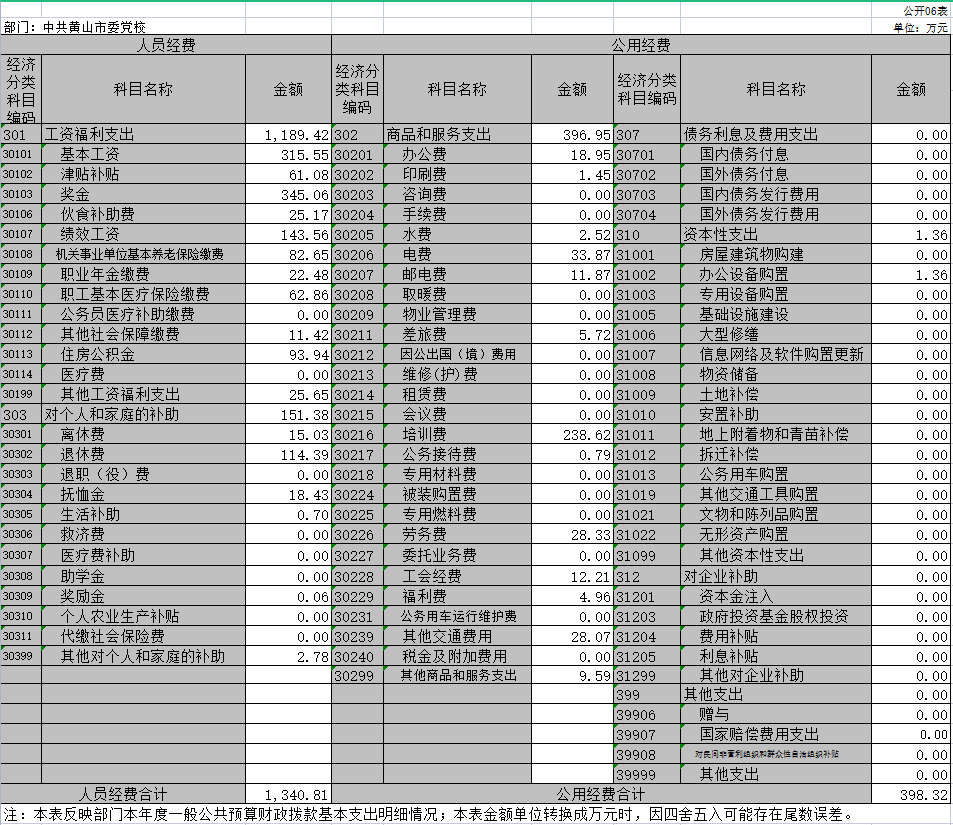 公开06表
部门：中共黄山市委党校 单位：万元
人员经费 公用经费
经济分类科目编码 科目名称 金额 经济分类科目编码 科目名称 金额 经济分类科目编码 科目名称 金额
301 工资福利支出 1,189.42 302 商品和服务支出 396.95 307 债务利息及费用支出 0.00
30101 基本工资 315.55 30201 办公费 18.95 30701 国内债务付息 0.00
30102 津贴补贴 61.08 30202 印刷费 1.45 30702 国外债务付息 0.00
30103 奖金 345.06 30203 咨询费 0.00 30703 国内债务发行费用 0.00
30106 伙食补助费 25.17 30204 手续费 0.00 30704 国外债务发行费用 0.00
30107 绩效工资 143.56 30205 水费 2.52 310 资本性支出 1.36
30108 机关事业单位基本养老保险缴费 82.65 30206 电费 33.87 31001 房屋建筑物购建 0.00
30109 职业年金缴费 22.48 30207 邮电费 11.87 31002 办公设备购置 1.36
30110 职工基本医疗保险缴费 62.86 30208 取暖费 0.00 31003 专用设备购置 0.00
30111 公务员医疗补助缴费 0.00 30209 物业管理费 0.00 31005 基础设施建设 0.00
30112 其他社会保障缴费 11.42 30211 差旅费 5.72 31006 大型修缮 0.00
30113 住房公积金 93.94 30212 因公出国（境）费用 0.00 31007 信息网络及软件购置更新 0.00
30114 医疗费 0.00 30213 维修(护)费 0.00 31008 物资储备 0.00
30199 其他工资福利支出 25.65 30214 租赁费 0.00 31009 土地补偿 0.00
303 对个人和家庭的补助 151.38 30215 会议费 0.00 31010 安置补助 0.00
30301 离休费 15.03 30216 培训费 238.62 31011 地上附着物和青苗补偿 0.00
30302 退休费 114.39 30217 公务接待费 0.79 31012 拆迁补偿 0.00
30303 退职（役）费 0.00 30218 专用材料费 0.00 31013 公务用车购置 0.00
30304 抚恤金 18.43 30224 被装购置费 0.00 31019 其他交通工具购置 0.00
30305 生活补助 0.70 30225 专用燃料费 0.00 31021 文物和陈列品购置 0.00
30306 救济费 0.00 30226 劳务费 28.33 31022 无形资产购置 0.00
30307 医疗费补助 0.00 30227 委托业务费 0.00 31099 其他资本性支出 0.00
30308 助学金 0.00 30228 工会经费 12.21 312 对企业补助 0.00
30309 奖励金 0.06 30229 福利费 4.96 31201 资本金注入 0.00
30310 个人农业生产补贴 0.00 30231 公务用车运行维护费 0.00 31203 政府投资基金股权投资 0.00
30311 代缴社会保险费 0.00 30239 其他交通费用 28.07 31204 费用补贴 0.00
30399 其他对个人和家庭的补助 2.78 30240 税金及附加费用 0.00 31205 利息补贴 0.00
30299 其他商品和服务支出 9.59 31299 其他对企业补助 0.00
399 其他支出 0.00
39906 赠与 0.00
39907 国家赔偿费用支出 0.00
39908 对民间非营利组织和群众性自治组织补贴 0.00
39999 其他支出 0.00
人员经费合计 1,340.81 公用经费合计 398.32
注：本表反映部门本年度一般公共预算财政拨款基本支出明细情况；本表金额单位转换成万元时，因四舍五入可能存在尾数误差。